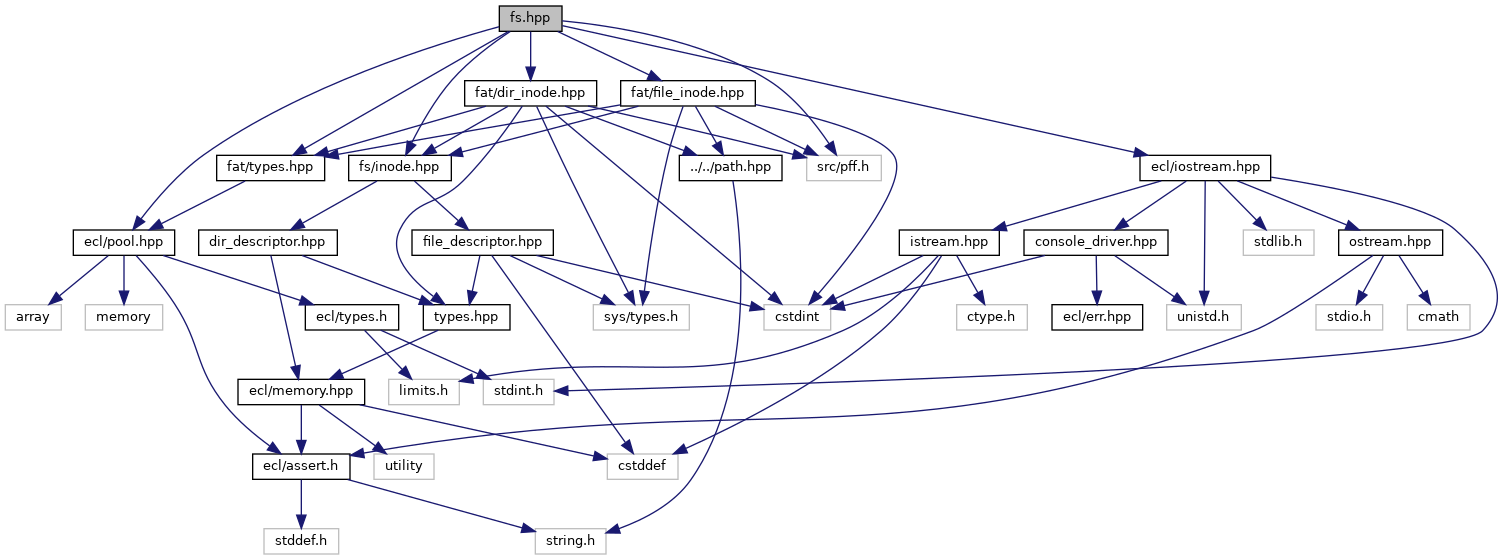 fs.hpp
fat/dir_inode.hpp
fat/file_inode.hpp
fat/types.hpp
fs/inode.hpp
../../path.hpp
src/pff.h
ecl/iostream.hpp
ecl/pool.hpp
dir_descriptor.hpp
file_descriptor.hpp
istream.hpp
console_driver.hpp
stdlib.h
ostream.hpp
array
memory
ecl/types.h
types.hpp
sys/types.h
cstdint
ctype.h
ecl/err.hpp
unistd.h
stdio.h
cmath
ecl/memory.hpp
limits.h
stdint.h
ecl/assert.h
utility
cstddef
stddef.h
string.h